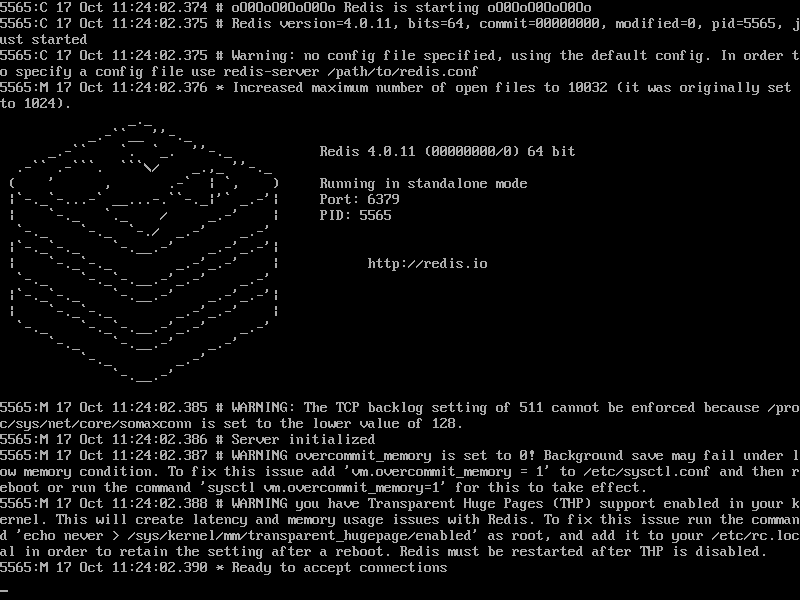 5565:C 17 Oct 11:24:02.374 # oO0OoO0OoO0Oo Redis is starting oO0OoO0OoO0Oo
5565:C 17 Oct 11:24:02.375 # Redis version=4.0.11, bits=64, commit=00000000, modified=0, pid=5565, j
ust started
5565:C 17 Oct 11:24:02.375 # Warning: no config file specified, using the default config. In order t
o specify a config file use redis-server /path/to/redis.conf
5565:M 17 Oct 11:24:02.376 * Increased maximum number of open files to 10032 (it was originally set
to 1024).
Redis 4.0.11 (00000000/0) 64 bit
Running in standalone mode
Port: 6379
PID: 5565
http://redis.io
5565:M 17 Oct 11:24:02.385 # WARNING: The TCP backlog setting of 511 cannot be enforced because /pro
c/sys/net/core/somaxconn is set to the lower value of 128.
5565:M 17 Oct 11:24:02.386 # Server initialized
5565:M 17 Oct 11:24:02.387 # WARNING overcommit_memory is set to 0! Background save may fail under l
ow memory condition. To fix this issue add 'vm.overcommit_memory = 1' to /etc/sysctl.conf and then r
eboot or run the command 'sysctl vm.overcommit_memory=1' for this to take effect.
5565:M 17 Oct 11:24:02.388 # WARNING you have Transparent Huge Pages (THP) support enabled in your k
ernel. This will create latency and memory usage issues with Redis. To fix this issue run the comman
d 'echo never > /sys/kernel/mm/transparent_hugepage/enabled' as root, and add it to your /etc/rc.loc
al in order to retain the setting after a reboot. Redis must be restarted after THP is disabled.
5565:M 17 Oct 11:24:02.390 * Ready to accept connections